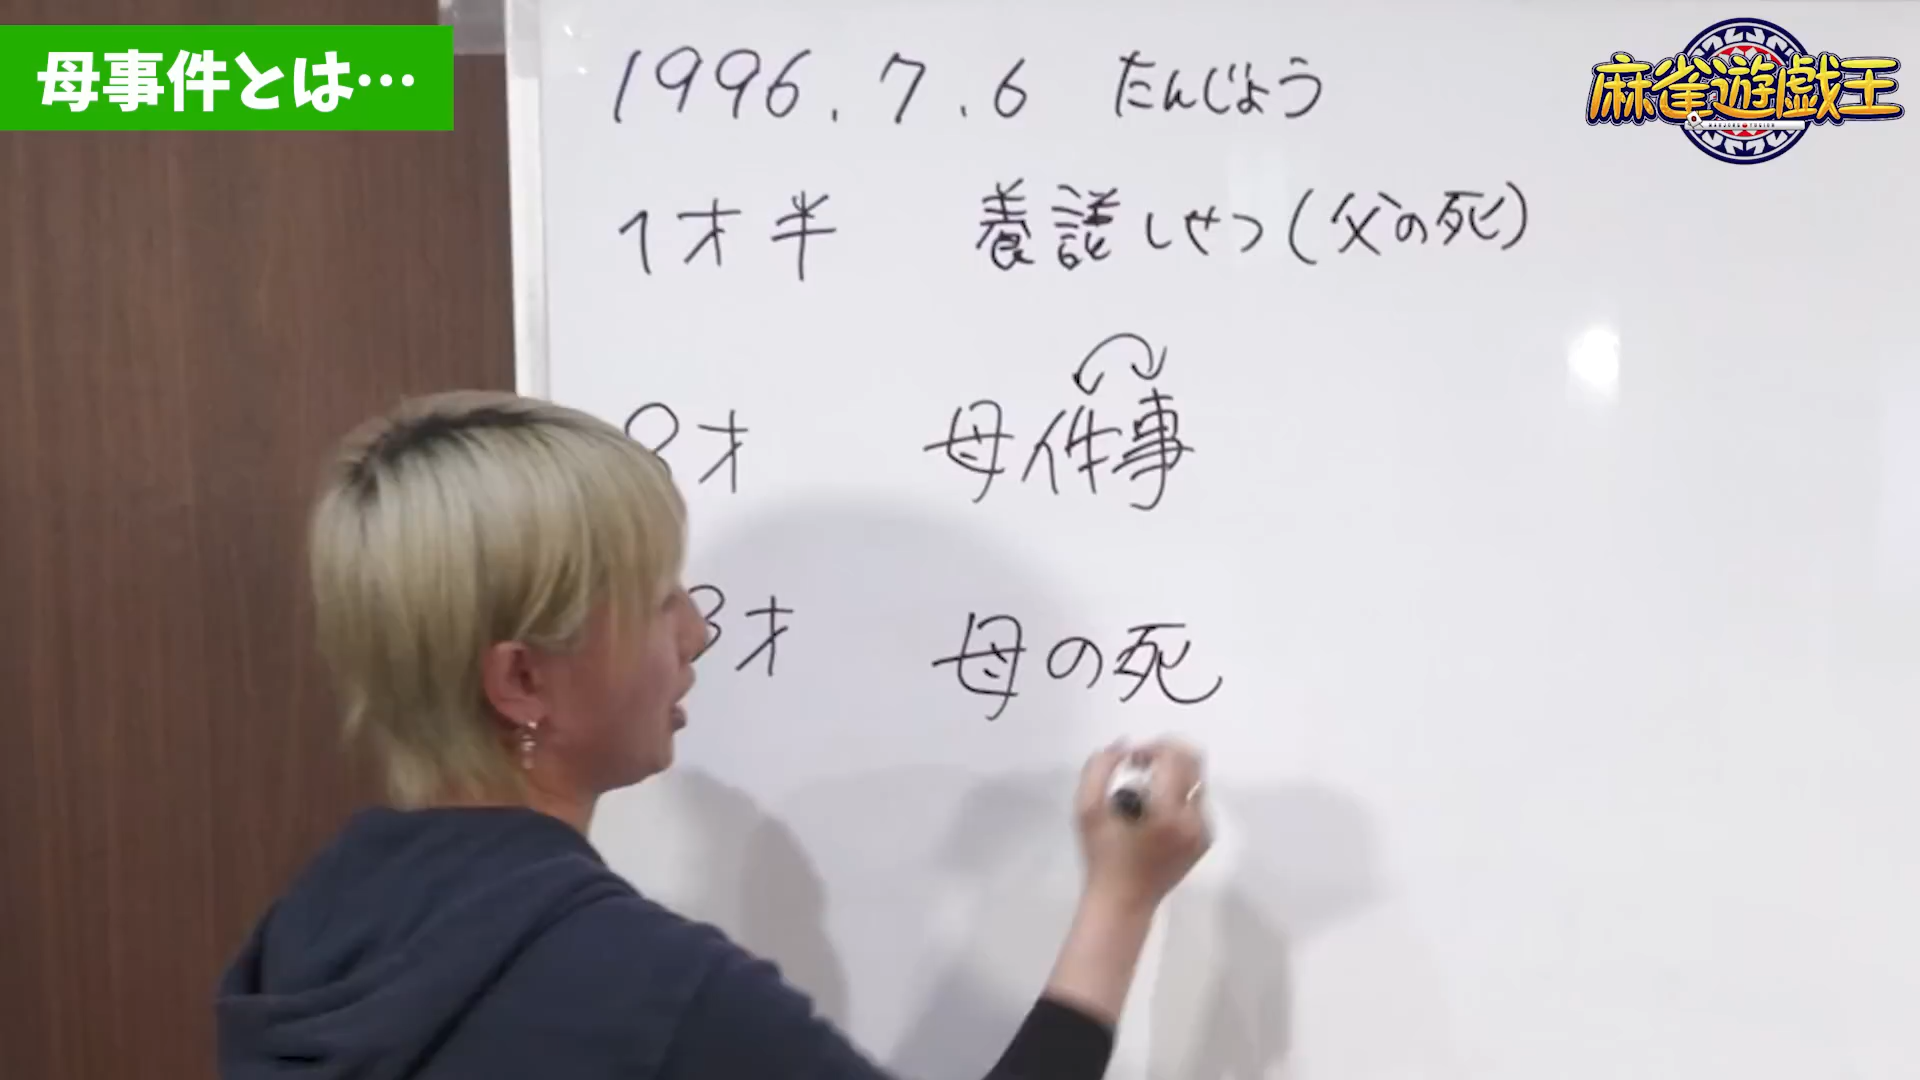 母事件とは…
麻雀遊戯王
1996.7.6 たんじょう
1才半 養護しせつ(父の死)
才 母件事
3才 母の死